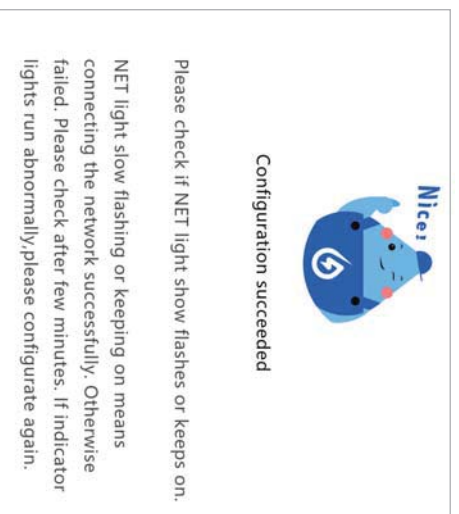 Nice!
Configuration succeeded
Please check if NET light show flashes or keeps on.
NET light slow flashing or keeping on means
connecting the network successfully. Otherwise
failed. Please check after few minutes. If indicator
lights run abnormally,please configurate again.